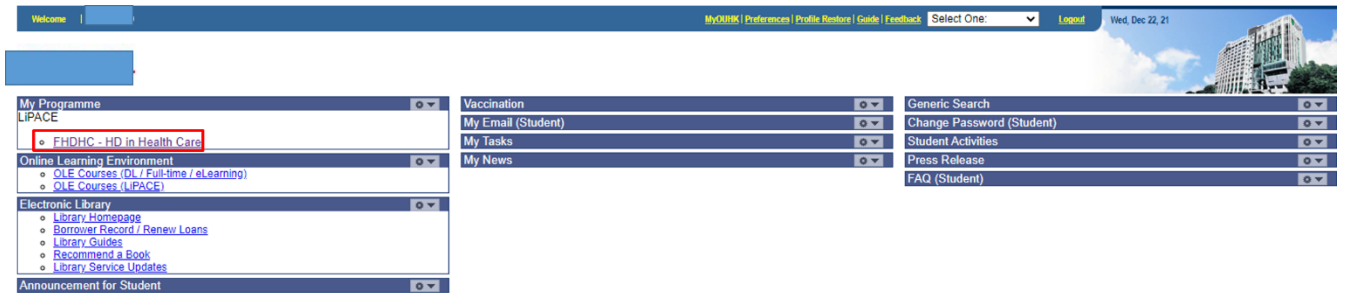 Welcome |
MyOUHK | Preferences | Profile Restore | Guide | Feedback Select One: Logout Wed, Dec 22, 21
My Programme
LiPACE
FHDHC - HD in Health Care
Online Learning Environment
OLE Courses (DL / Full-time / eLearning)
OLE Courses (LiPACE)
Electronic Library
Library Homepage
Borrower Record / Renew Loans
Library Guides
Recommend a Book
Library Service Updates
Announcement for Student
Vaccination
My Email (Student)
My Tasks
My News
Generic Search
Change Password (Student)
Student Activities
Press Release
FAQ (Student)